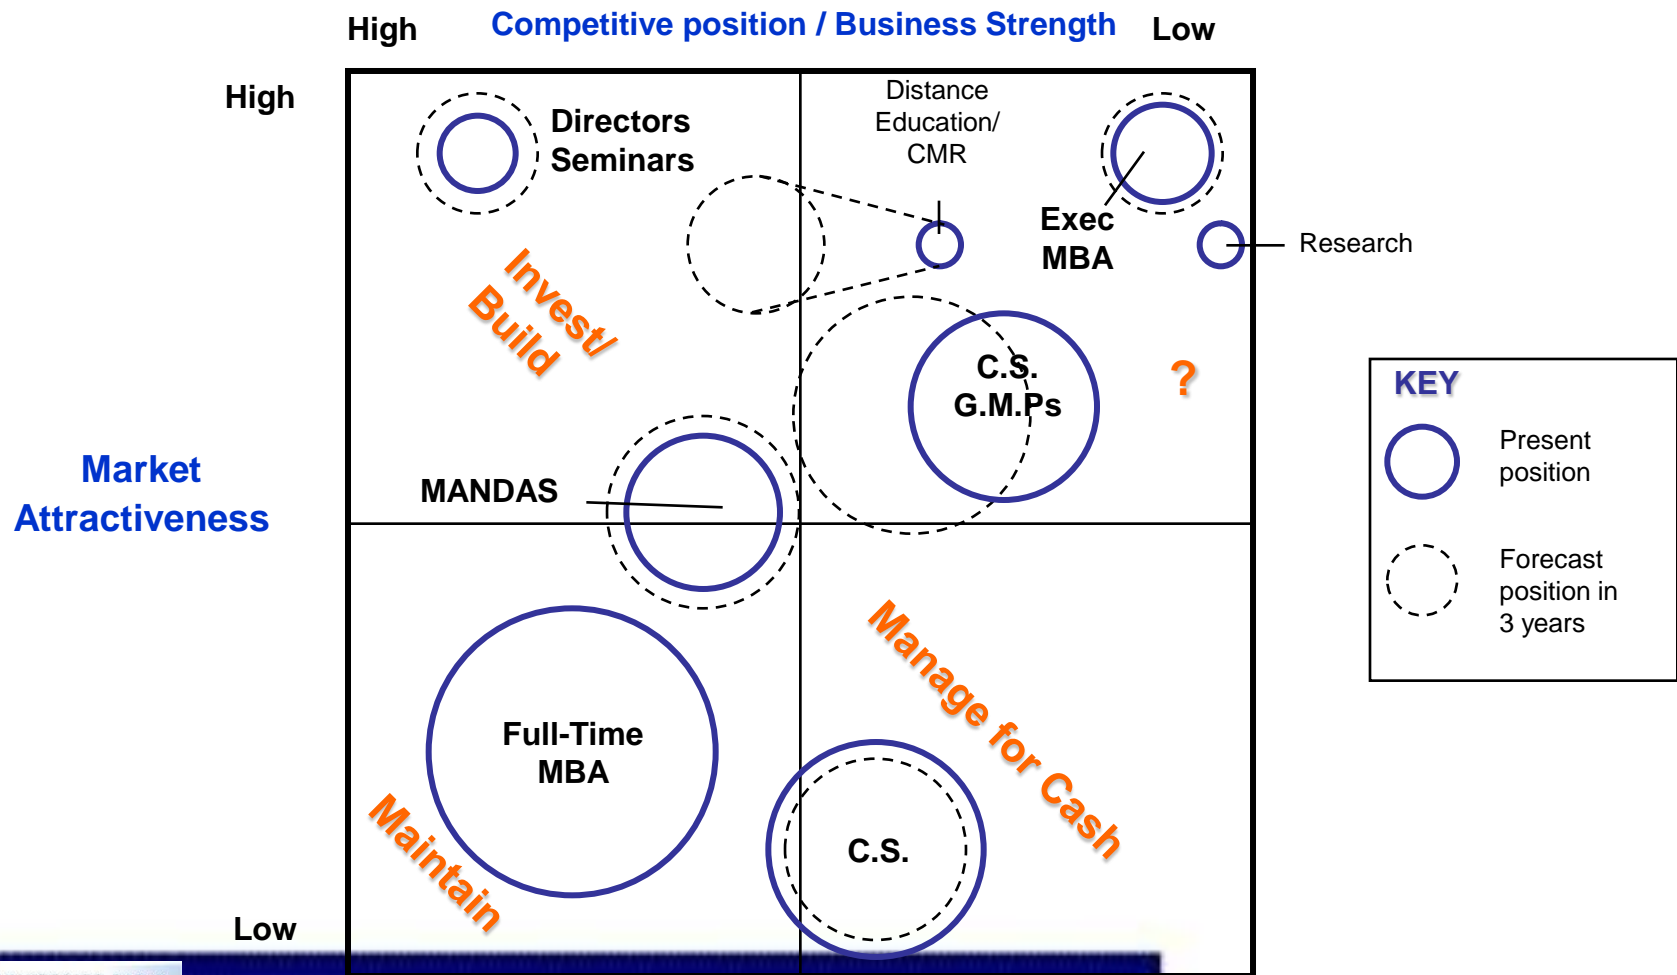 High
Competitive position / Business Strength
Low
High
Directors
Seminars
Distance
Education/
CMR
Exec
MBA
Research
Invest/
Build
C.S.
G.M.Ps
?
KEY
Present
position
Market
Attractiveness
MANDAS
Forecast
position in
3 years
Full-Time
MBA
Manage for Cash
Maintain
C.S.
Low